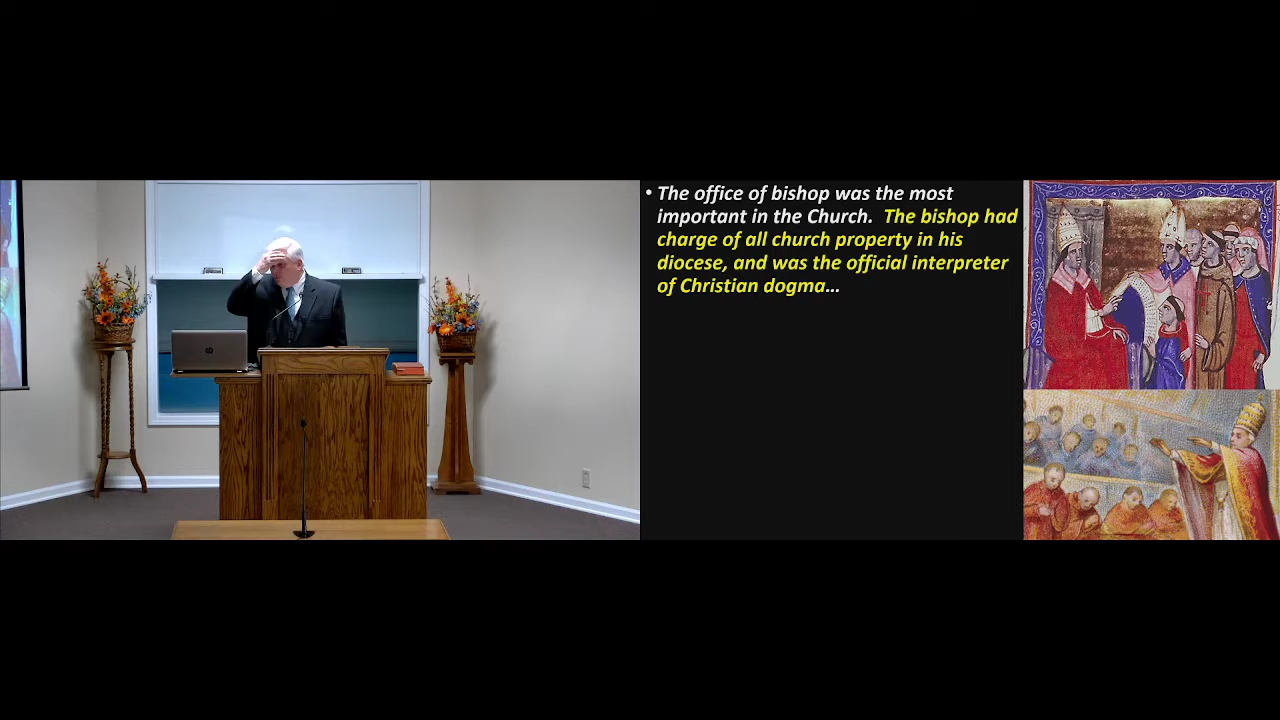 • The office of bishop was the most
important in the Church. The bishop had
charge of all church property in his
diocese, and was the official interpreter
of Christian dogma...